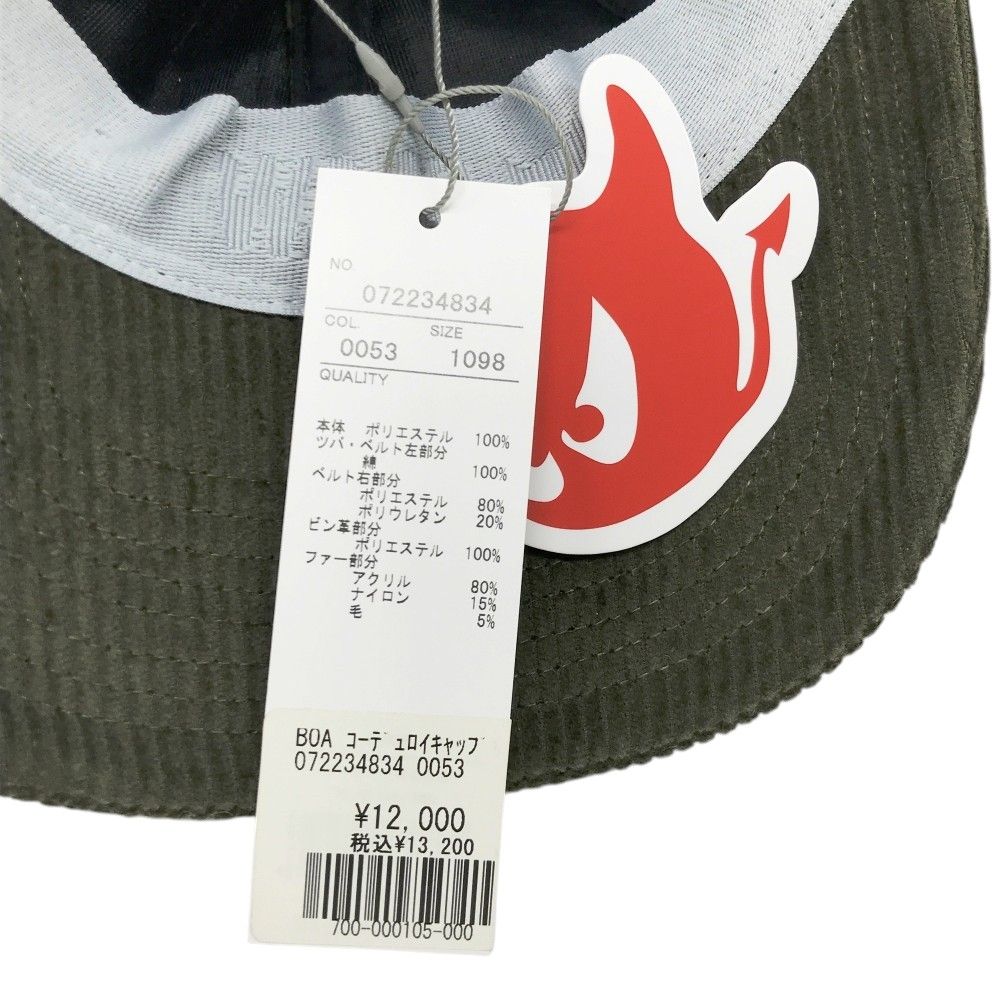 NO.
072234834
COL. SIZE
0053 1098
QUALITY
本体 ポリエステル 100%
ツバ・ベルト左部分
綿 100%
ベルト右部分
ポリエステル 80%
ポリウレタン 20%
ビン革部分
ポリエステル 100%
ファー部分
アクリル 80%
ナイロン 15%
毛 5%
BOA コーデュロイキャップ
072234834 0053
¥12,000
税込¥13,200
700-000105-000